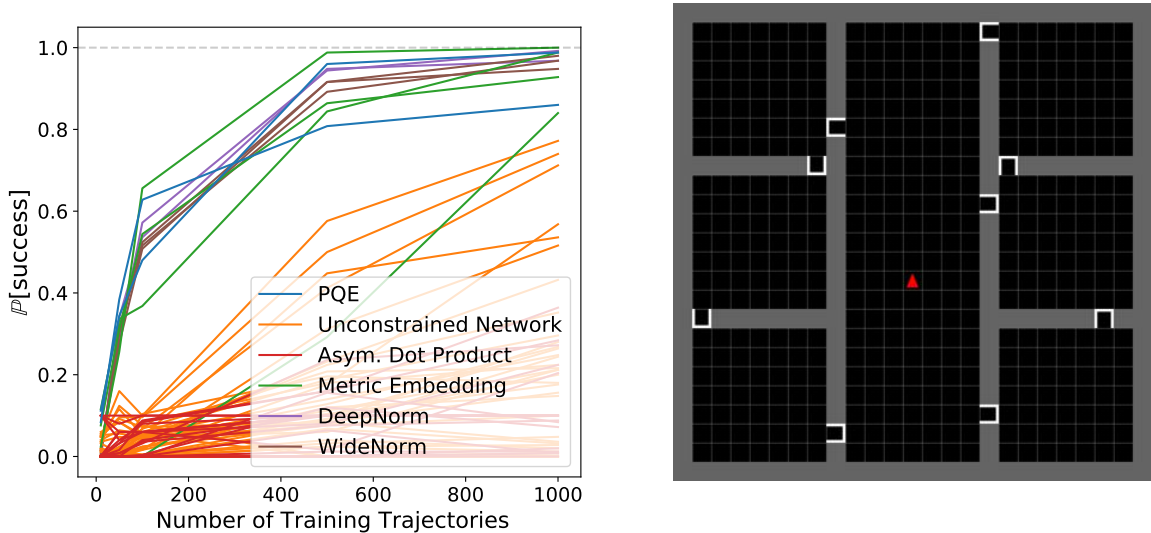 1.0
0.8
0.6
0.4
0.2
0.0
ℙ[success]
PQE
Unconstrained Network
Asym. Dot Product
Metric Embedding
DeepNorm
WideNorm
0 200 400 600 800 1000
Number of Training Trajectories